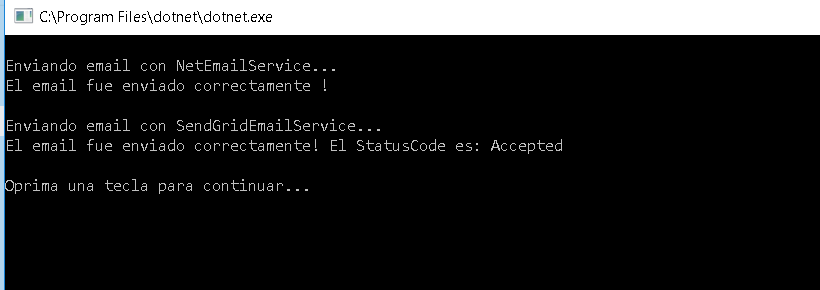 C:\Program Files\dotnet\dotnet.exe
Enviando email con NetEmailService...
El email fue enviado correctamente !
Enviando email con SendGridEmailService...
El email fue enviado correctamente! El StatusCode es: Accepted
Oprima una tecla para continuar...